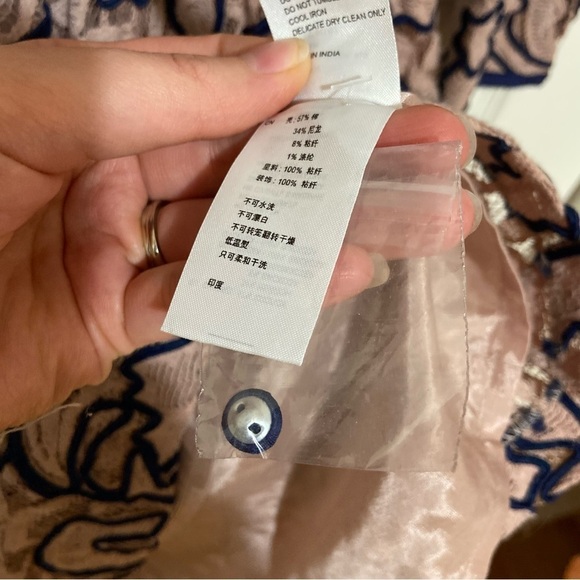 DO NOT
COOL IRON
DELICATE DRY CLEAN ONLY
IN INDIA
壳: 57% 棉
34% 尼龙
8% 粘纤
1% 涤纶
里料: 100% 粘纤
装饰: 100% 粘纤
不可水洗
不可漂白
不可转笼翻转干燥
低温熨
只可柔和干洗
印度